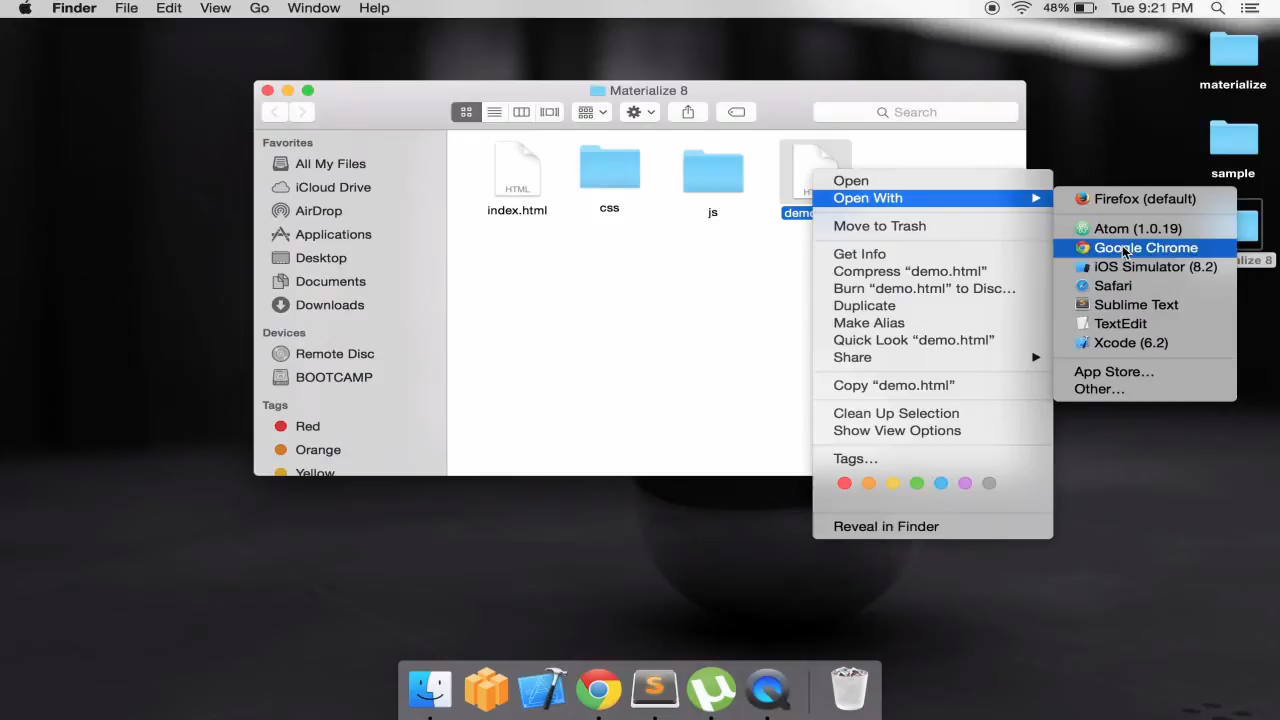 Finder File Edit View Go Window Help 48% Tue 9:21 PM
materialize
sample
Materialize 8
Search
Favorites
All My Files
iCloud Drive
AirDrop
Applications
Desktop
Documents
Downloads
Devices
Remote Disc
BOOTCAMP
Tags
Red
Orange
Yellow
HTML
index.html
css
js
demo
Open
Open With
Move to Trash
Get Info
Compress “demo.html”
Burn “demo.html” to Disc…
Duplicate
Make Alias
Quick Look “demo.html”
Share
Copy “demo.html”
Clean Up Selection
Show View Options
Tags…
Reveal in Finder
Firefox (default)
Atom (1.0.19)
Google Chrome
iOS Simulator (8.2)
Safari
Sublime Text
TextEdit
Xcode (6.2)
App Store…
Other…
alize 8